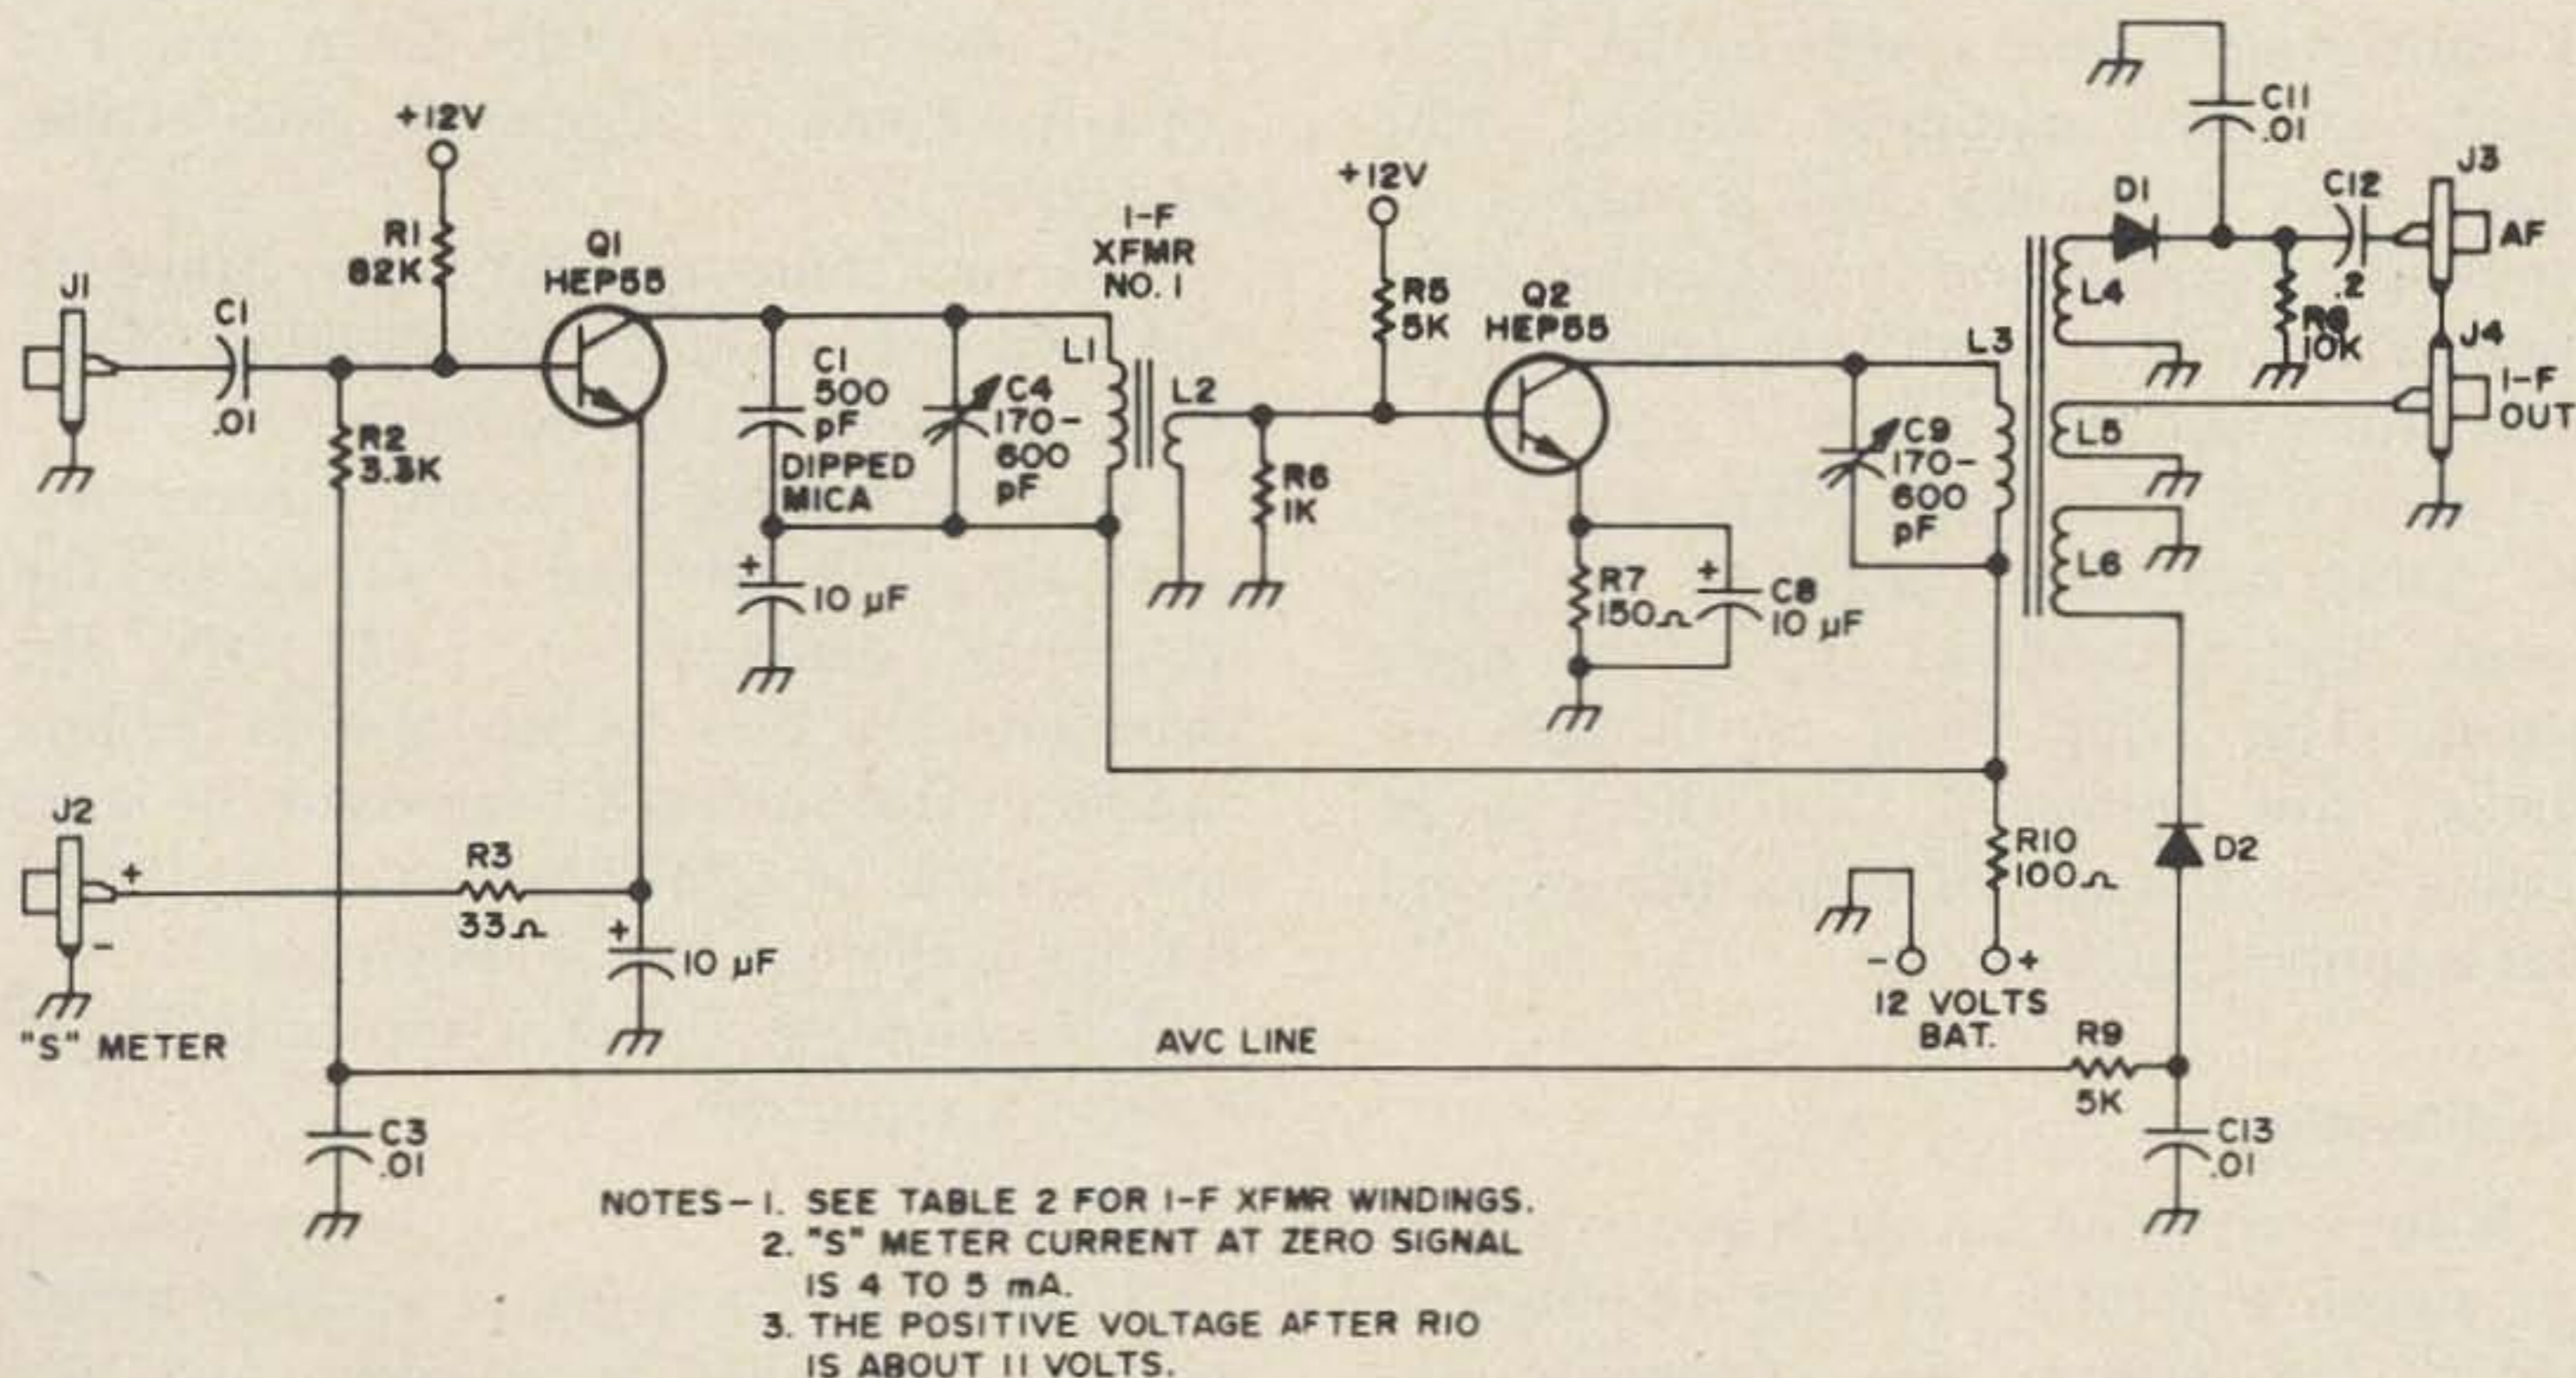 +12V
R1
82K
Q1
HEP55
J1
C1
.01
R2
3.3K
C1
500
pF
DIPPED
MICA
C4
170-
600
pF
I-F
XFMR
NO. 1
L1
L2
+
10 µF
+12V
R5
5K
R6
1K
Q2
HEP55
R7
150Ω
+
C8
10 µF
C9
170-
600
pF
L3
L4
L5
L6
D1
C11
.01
C12
.2
10K
J3
AF
J4
I-F
OUT
J2
+
-
"S" METER
R3
33Ω
+
10 µF
R10
100Ω
- +
12 VOLTS
BAT.
D2
R9
5K
AVC LINE
C3
.01
C13
.01
NOTES-1. SEE TABLE 2 FOR I-F XFMR WINDINGS.
2. "S" METER CURRENT AT ZERO SIGNAL
IS 4 TO 5 mA.
3. THE POSITIVE VOLTAGE AFTER R10
IS ABOUT 11 VOLTS.